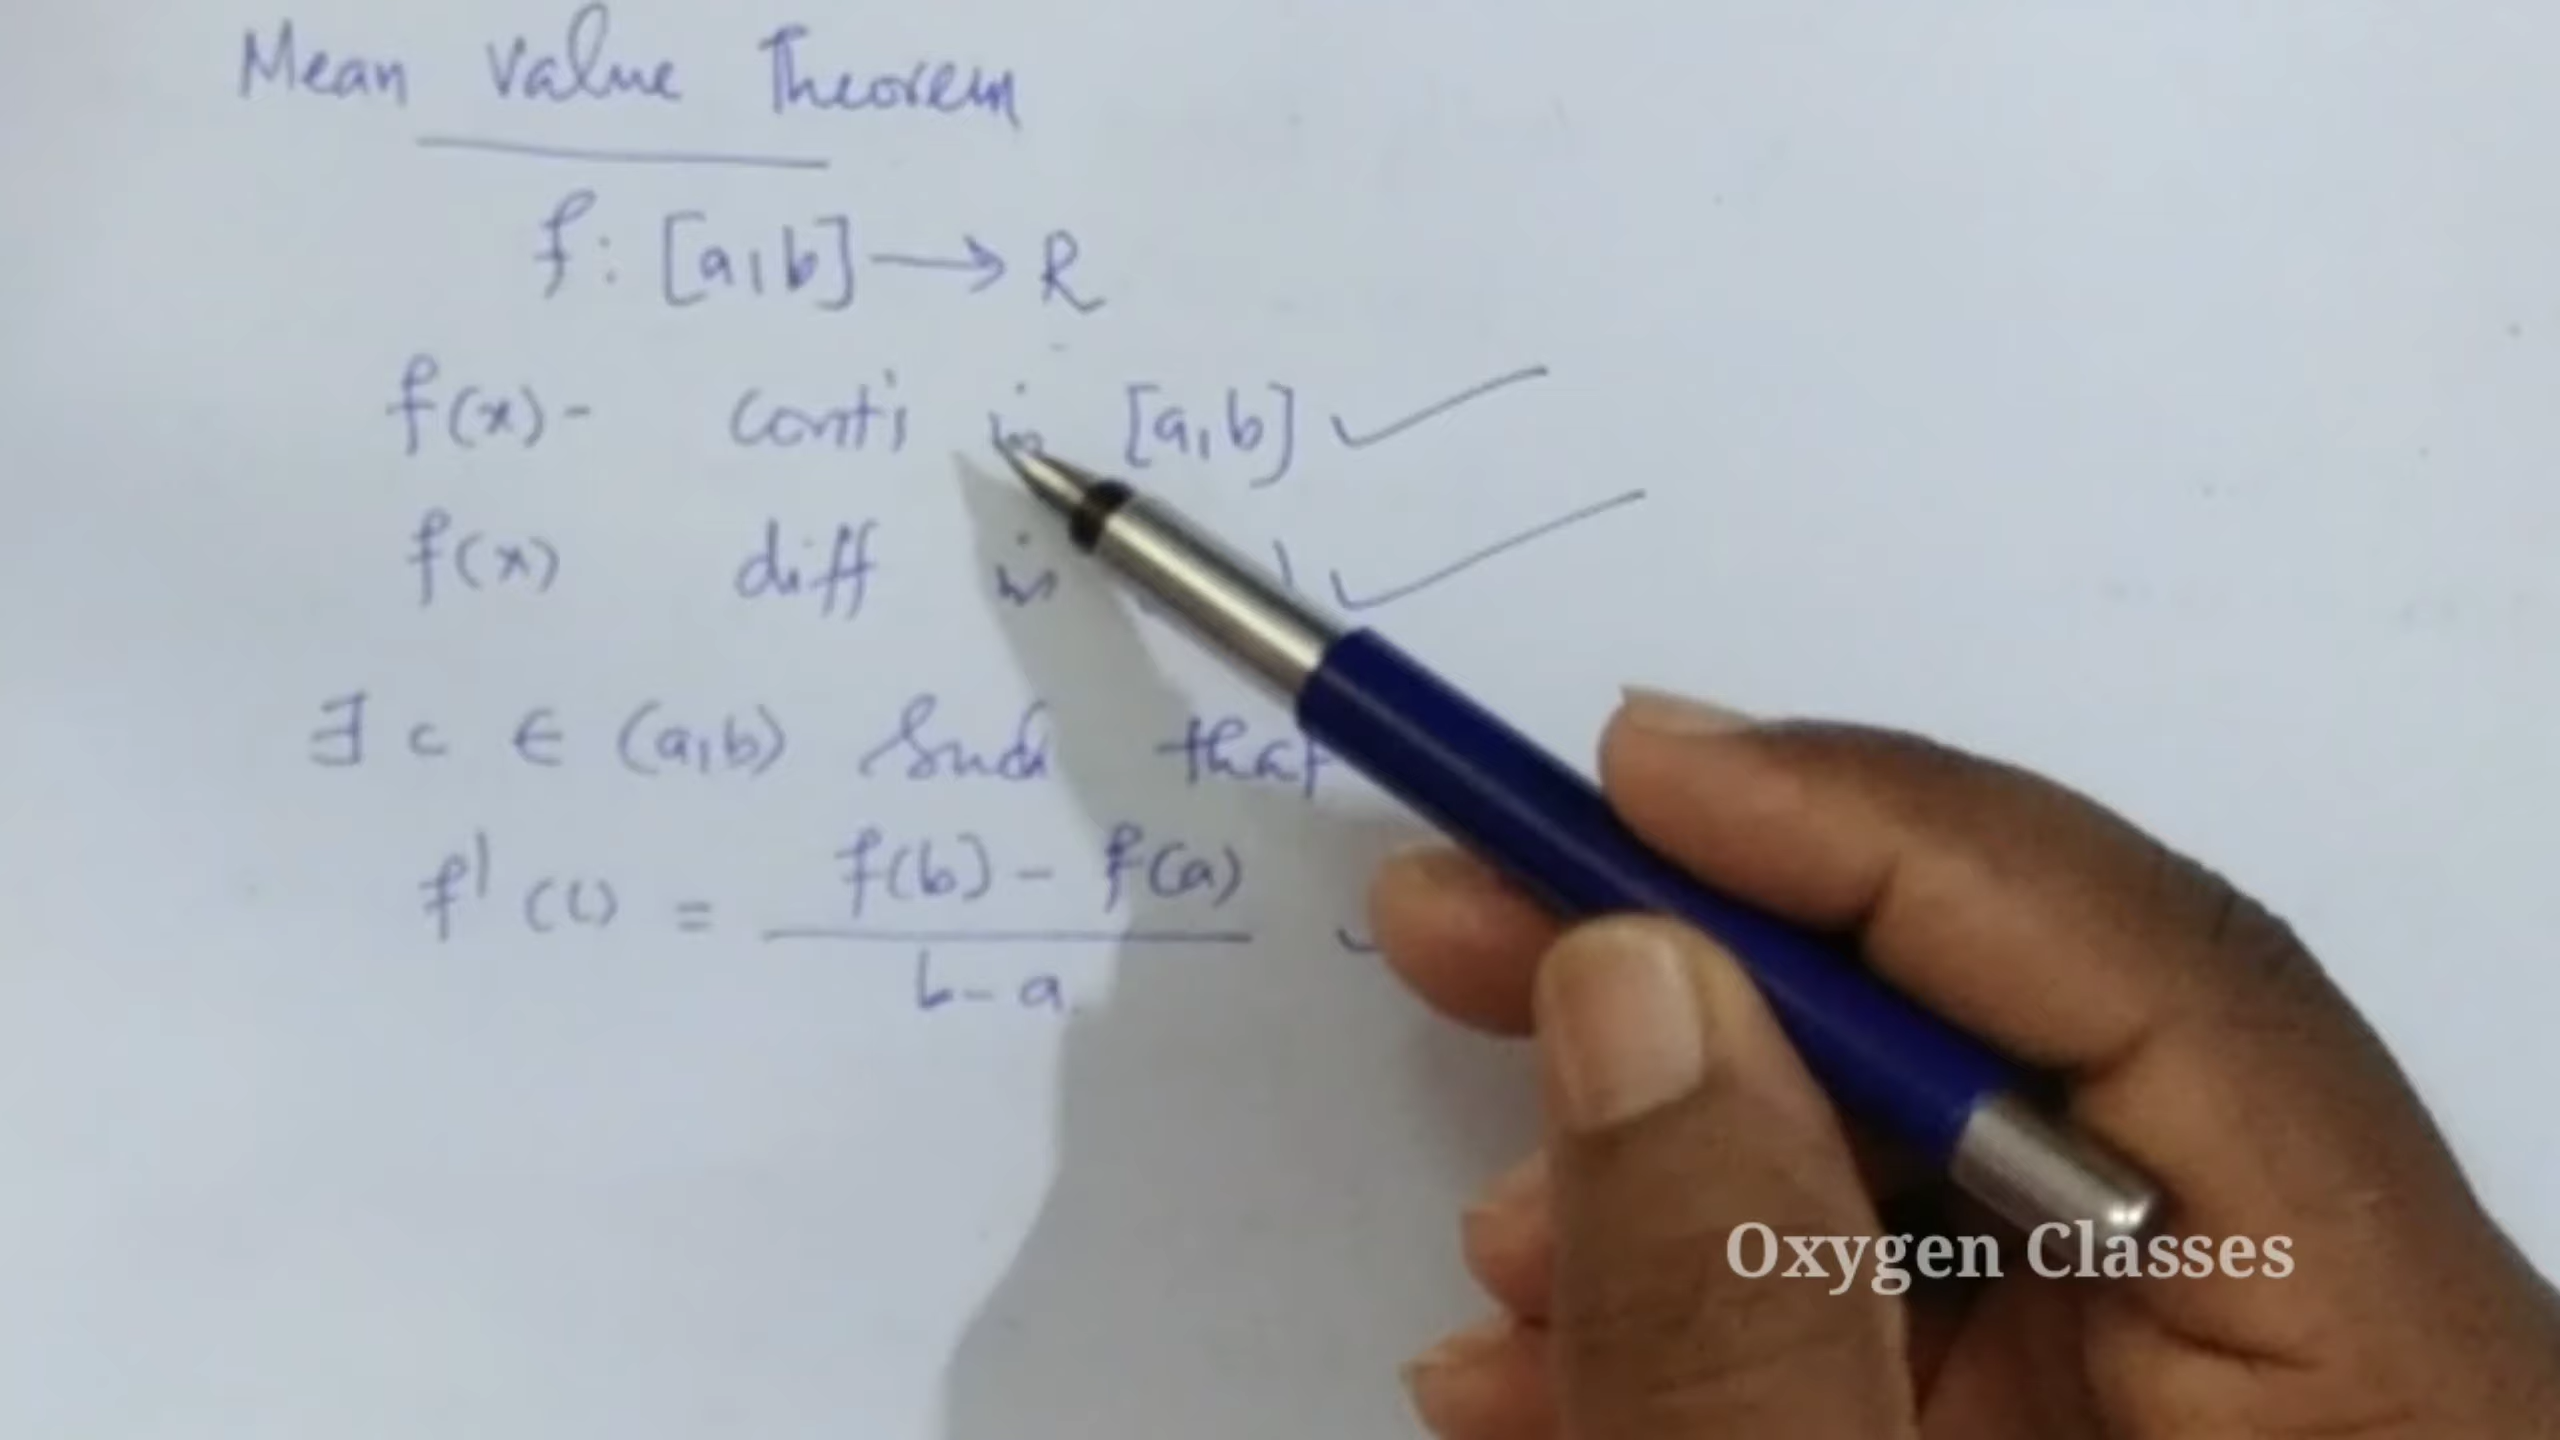 Mean Value Theorem
f: [a,b] → R
f(x) - conti in [a,b] ✓
f(x) diff in ) ✓
∃ c ∈ (a,b) Such that
f'(c) = f(b) - f(a)
b - a.
Oxygen Classes